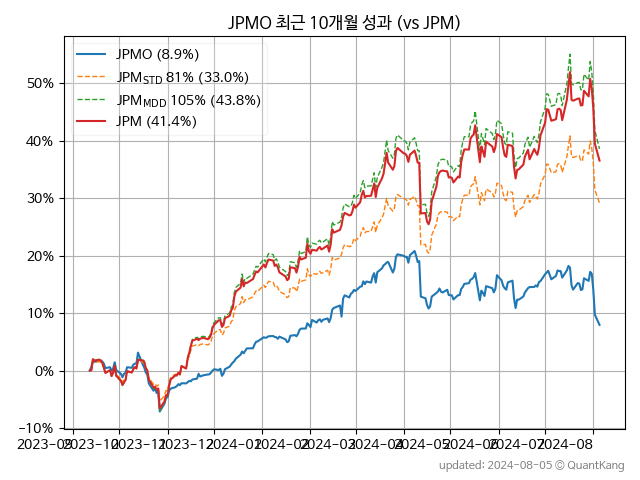 JPMO 최근 10개월 성과 (vs JPM)
JPMO (8.9%)
JPM_STD 81% (33.0%)
JPM_MDD 105% (43.8%)
JPM (41.4%)
50%
40%
30%
20%
10%
0%
−10%
2023-09 2023-10 2023-11 2023-12 2024-01 2024-02 2024-03 2024-04 2024-05 2024-06 2024-07 2024-08
updated: 2024-08-05 © QuantKang